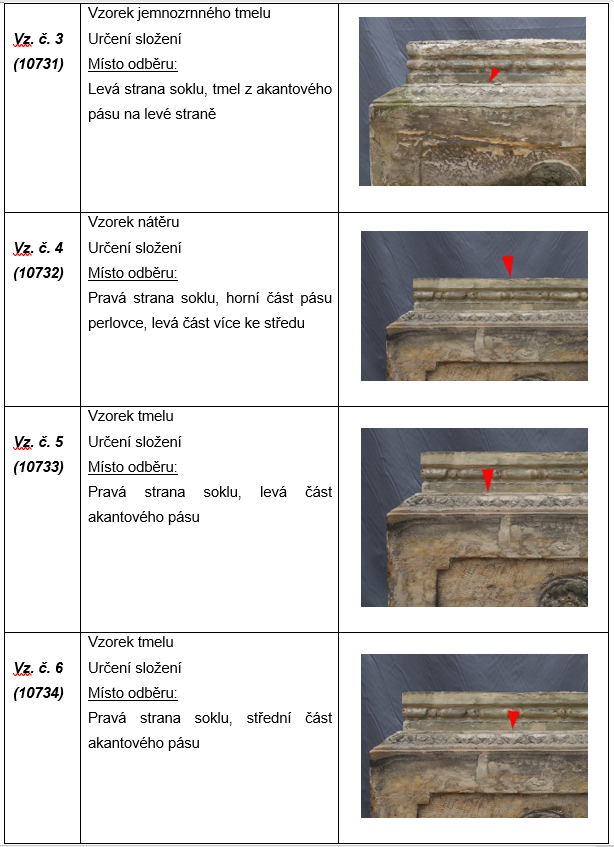 Vz. č. 3
(10731)
Vzorek jemnozrnného tmelu
Určení složení
Místo odběru:
Levá strana soklu, tmel z akantového
pásu na levé straně
Vz. č. 4
(10732)
Vzorek nátěru
Určení složení
Místo odběru:
Pravá strana soklu, horní část pásu
perlovce, levá část více ke středu
Vz. č. 5
(10733)
Vzorek tmelu
Určení složení
Místo odběru:
Pravá strana soklu, levá část
akantového pásu
Vz. č. 6
(10734)
Vzorek tmelu
Určení složení
Místo odběru:
Pravá strana soklu, střední část
akantového pásu